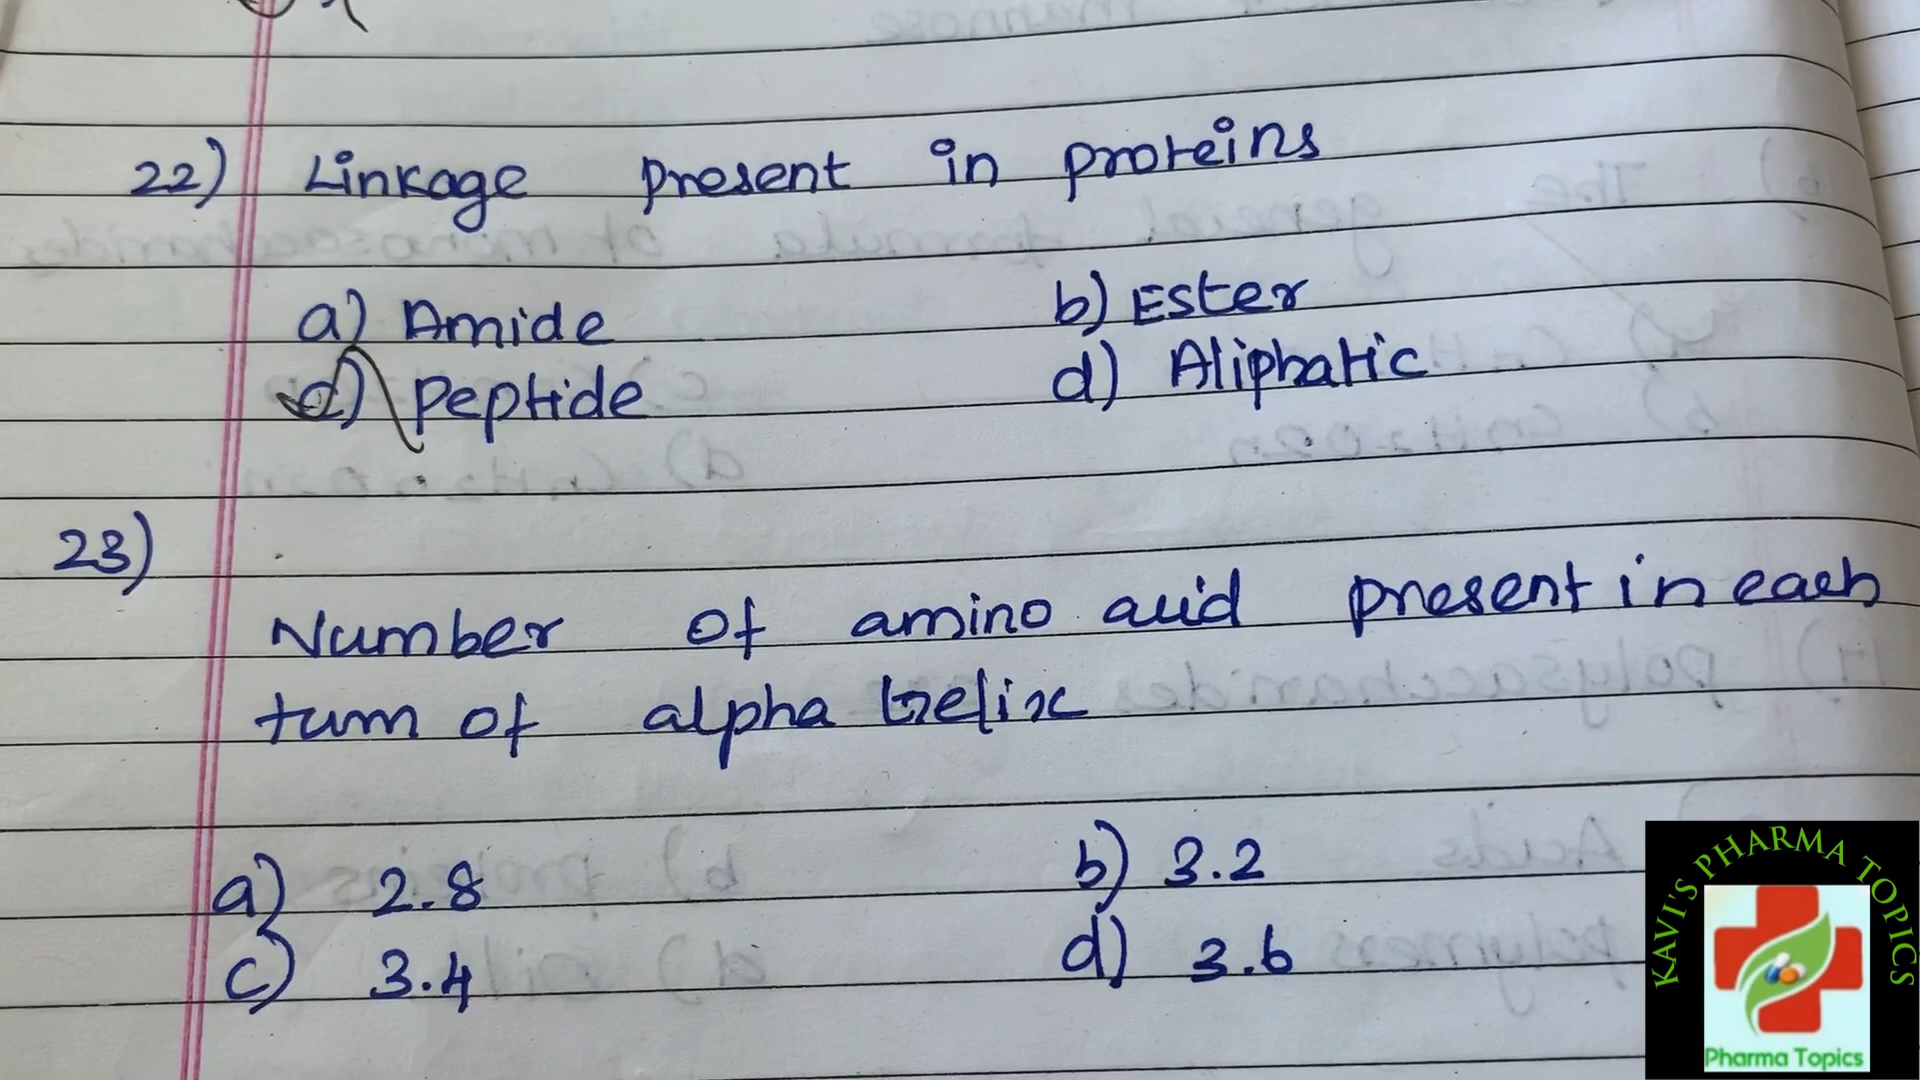 22) Linkage present in proteins
a) Amide b) Ester
c) Peptide d) Aliphatic
23)
Number of amino acid present in each
turn of alpha helix
a) 2.8 b) 3.2
c) 3.4 d) 3.6
KAVI'S PHARMA TOPICS
Pharma Topics